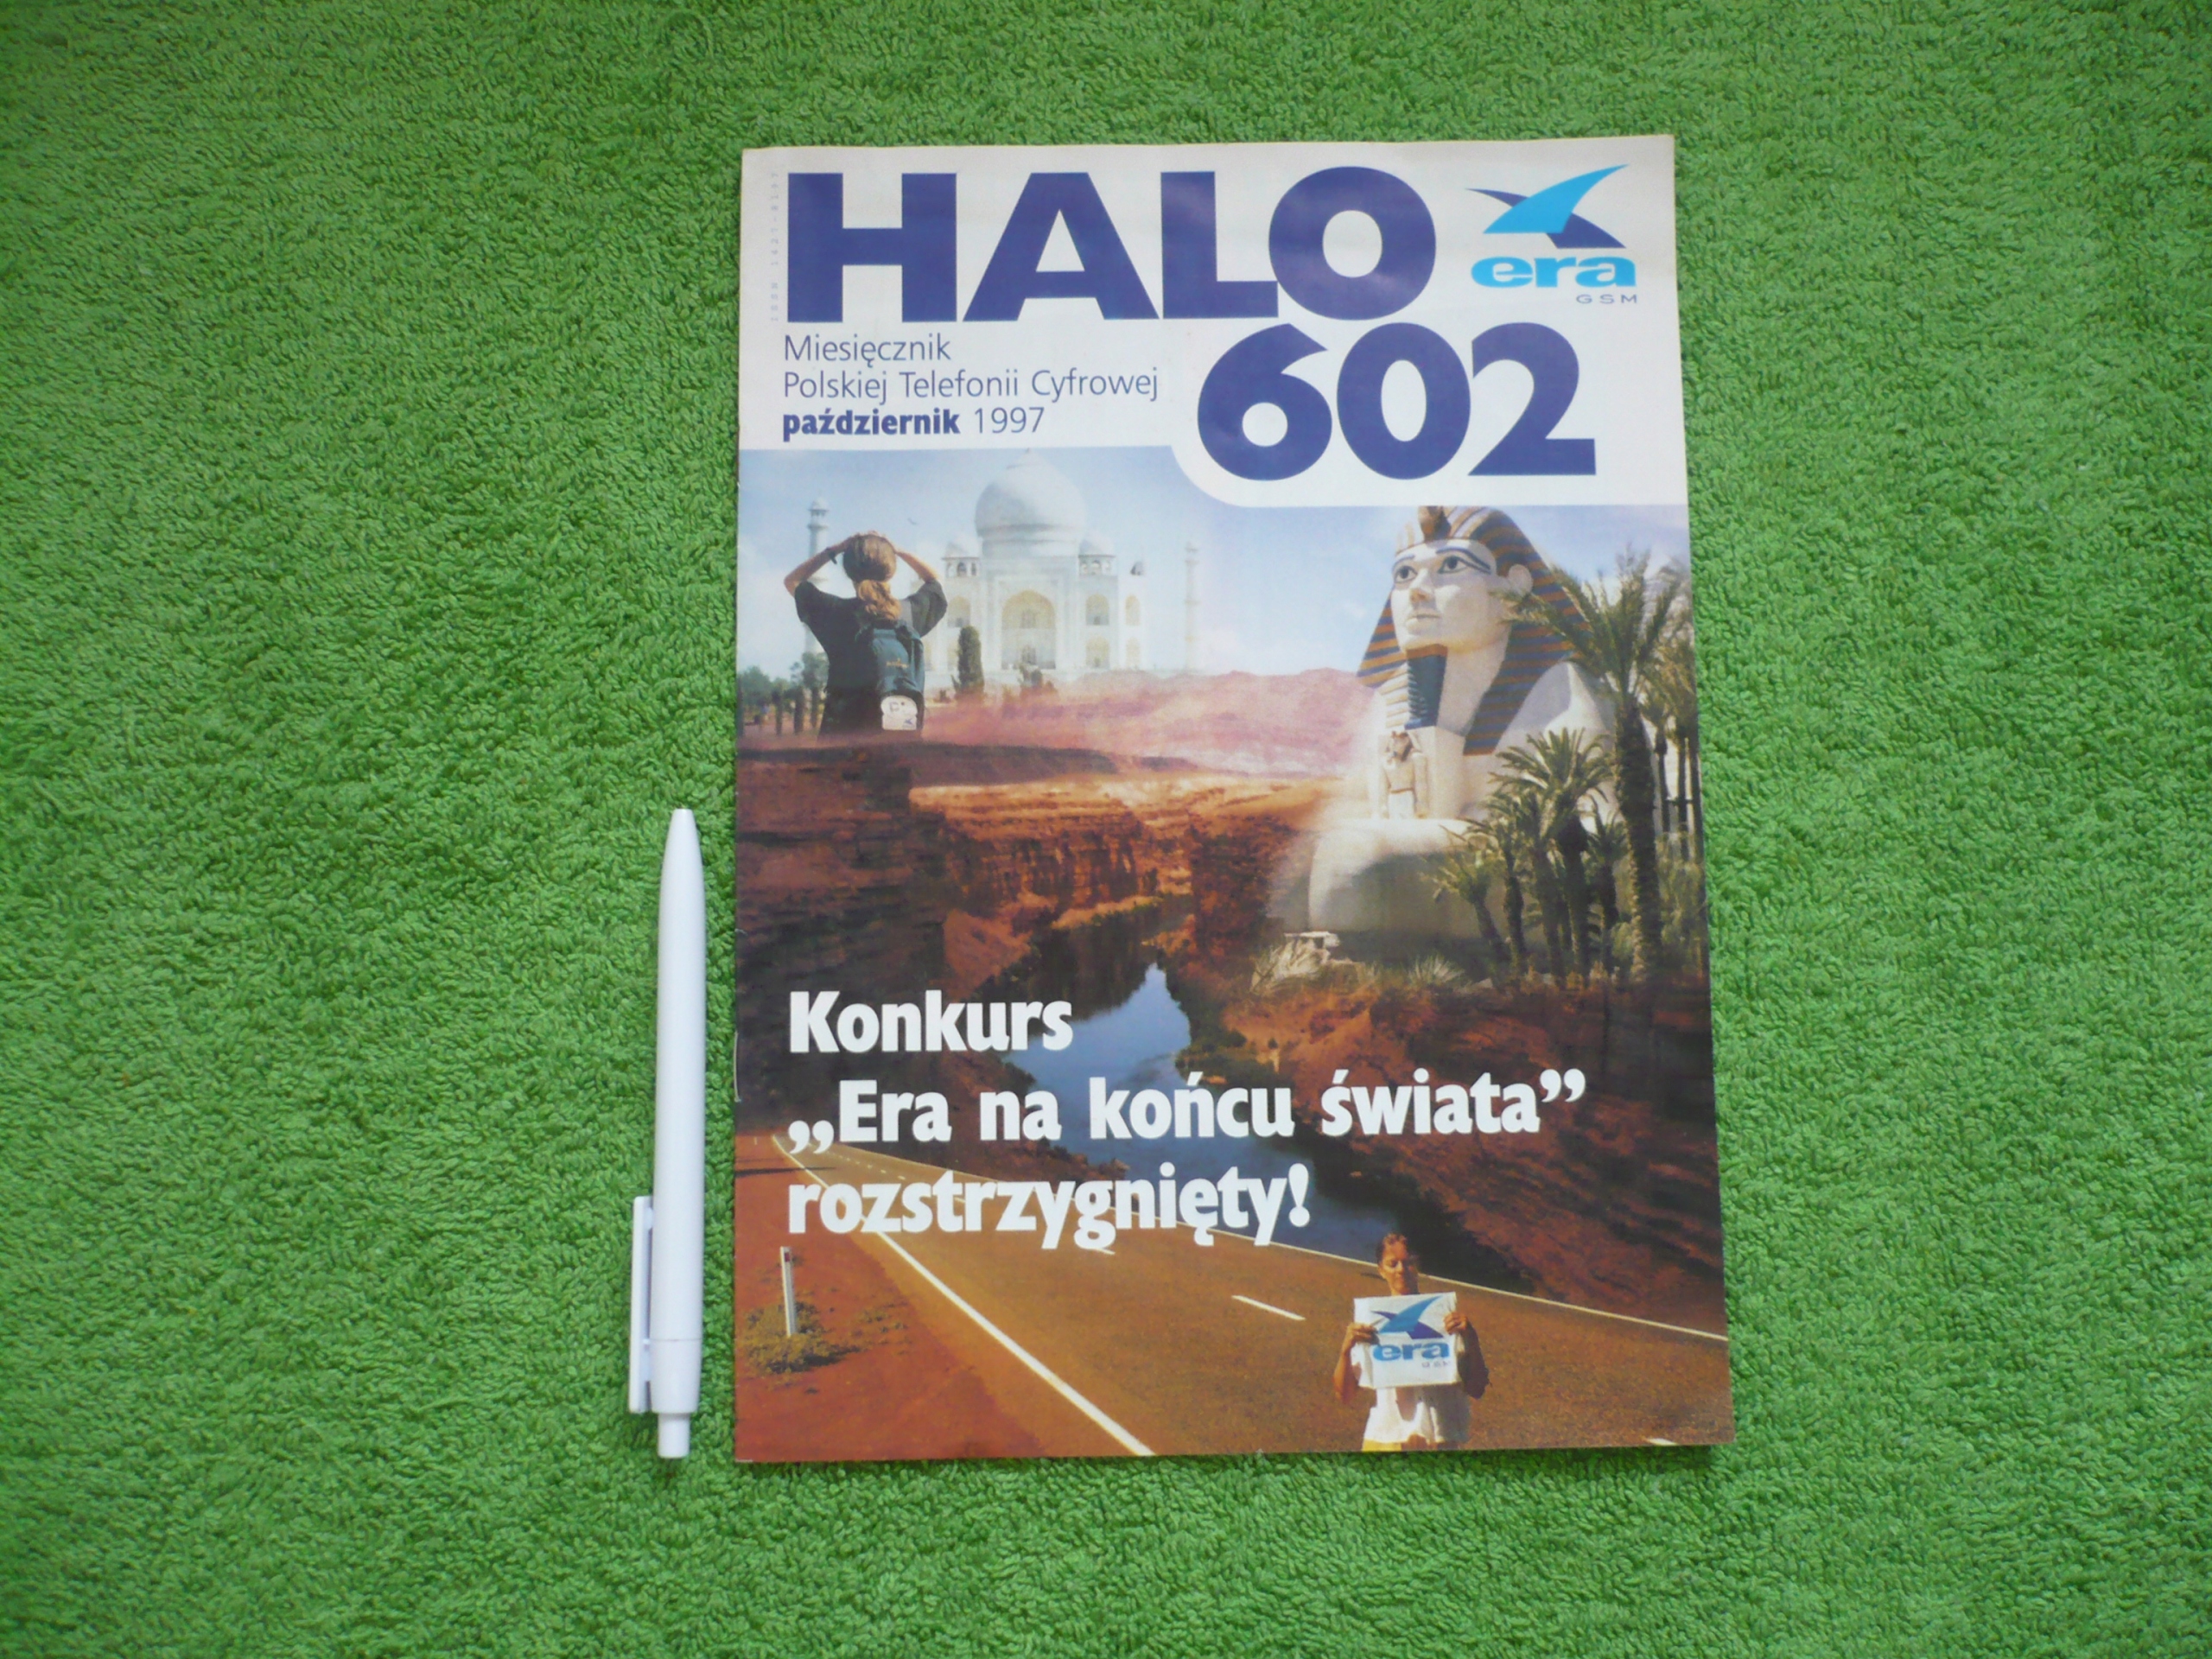 HALO
era
GSM
602
Miesięcznik
Polskiej Telefonii Cyfrowej
październik 1997
Konkurs
„Era na końcu świata”
rozstrzygnięty!
era